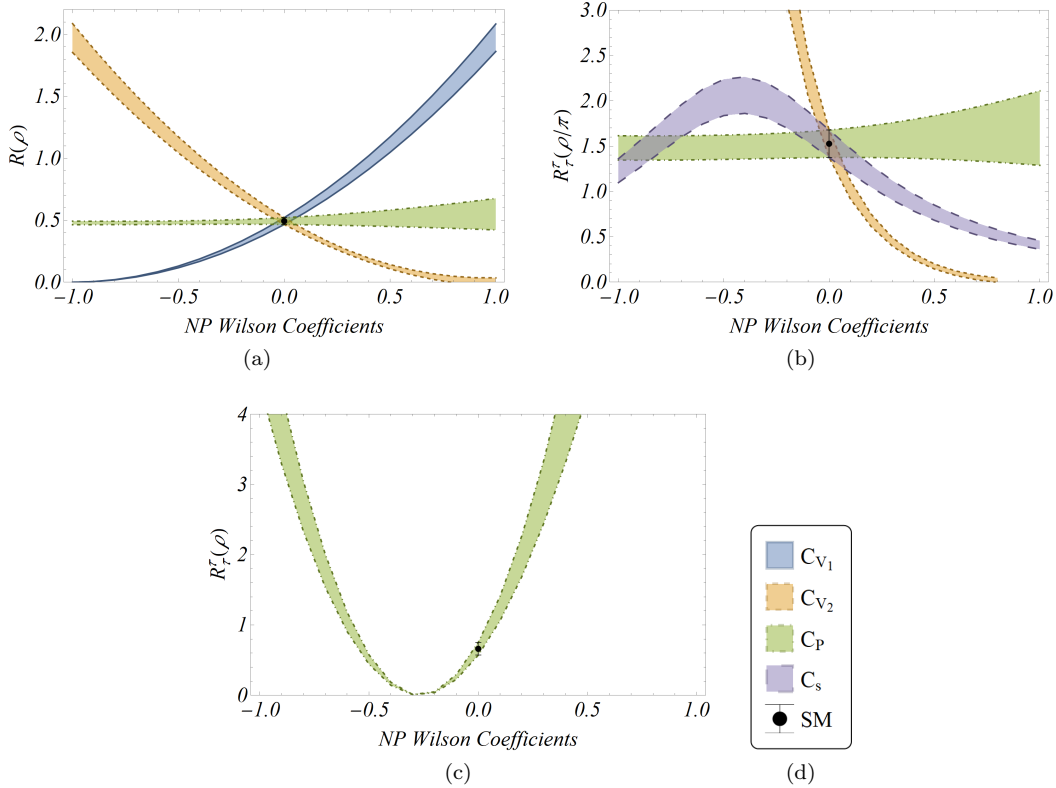 R(ρ)
2.0
1.5
1.0
0.5
0.0
−1.0 −0.5 0.0 0.5 1.0
NP Wilson Coefficients
(a)
R_τ^τ(ρ/π)
3.0
2.5
2.0
1.5
1.0
0.5
0.0
−1.0 −0.5 0.0 0.5 1.0
NP Wilson Coefficients
(b)
R_τ^τ(ρ)
4
3
2
1
0
−1.0 −0.5 0.0 0.5 1.0
NP Wilson Coefficients
(c)
C_V₁
C_V₂
C_P
C_s
SM
(d)